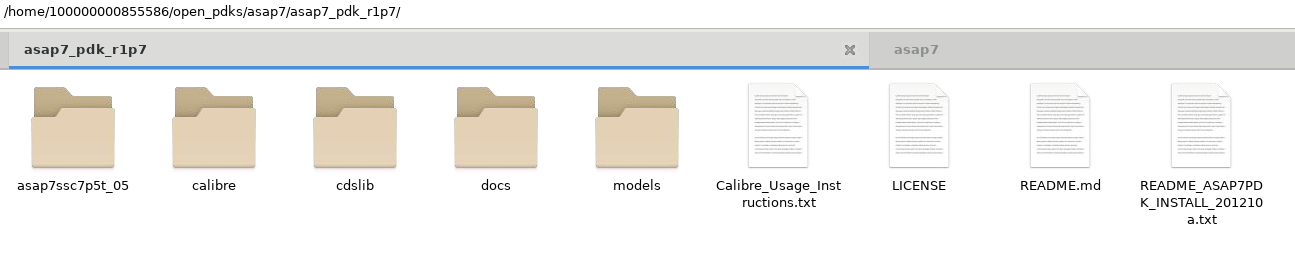 /home/100000000855586/open_pdks/asap7/asap7_pdk_r1p7/
asap7_pdk_r1p7
asap7
asap7ssc7p5t_05
calibre
cdslib
docs
models
Calibre_Usage_Inst
ructions.txt
LICENSE
README.md
README_ASAP7PD
K_INSTALL_201210
a.txt